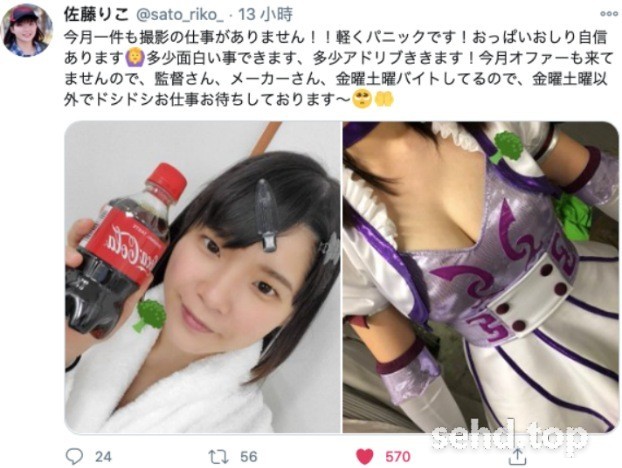 佐藤りこ @sato_riko_ · 13 小時
今月一件も撮影の仕事がありません！！軽くパニックです！おっぱいおしり自信
あります🙆多少面白い事できます、多少アドリブききます！今月オファーも来て
ませんので、監督さん、メーカーさん、金曜土曜バイトしてるので、金曜土曜以
外でドシドシお仕事お待ちしております〜🥺🤲
Coca-Cola
24 56 570
sehd.top